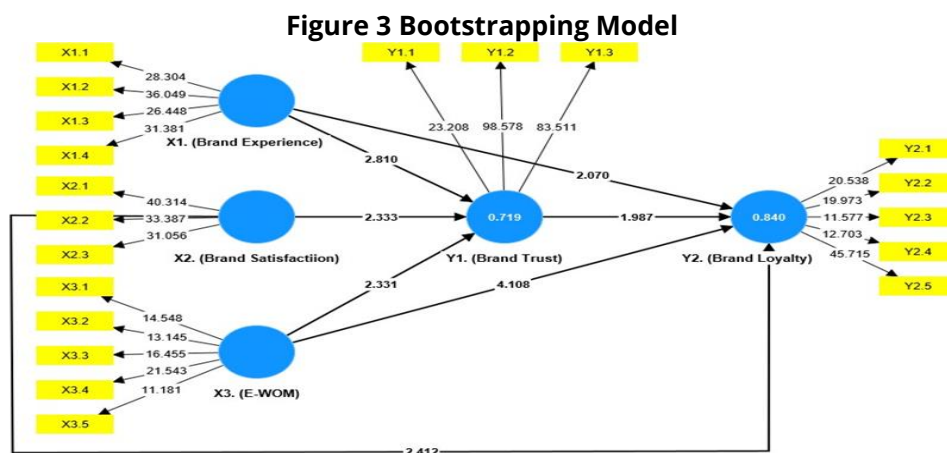 Figure 3 Bootstrapping Model
X1.1
X1.2
X1.3
X1.4
28.304
36.049
26.448
31.381
X1. (Brand Experience)
Y1.1
Y1.2
Y1.3
23.208
98.578
83.511
2.810
2.070
X2.1
X2.2
X2.3
40.314
33.387
31.056
X2. (Brand Satisfactiion)
2.333
0.719
Y1. (Brand Trust)
1.987
0.840
Y2. (Brand Loyalty)
Y2.1
Y2.2
Y2.3
Y2.4
Y2.5
20.538
19.973
11.577
12.703
45.715
2.331
4.108
X3.1
X3.2
X3.3
X3.4
X3.5
14.548
13.145
16.455
21.543
11.181
X3. (E-WOM)
2.412